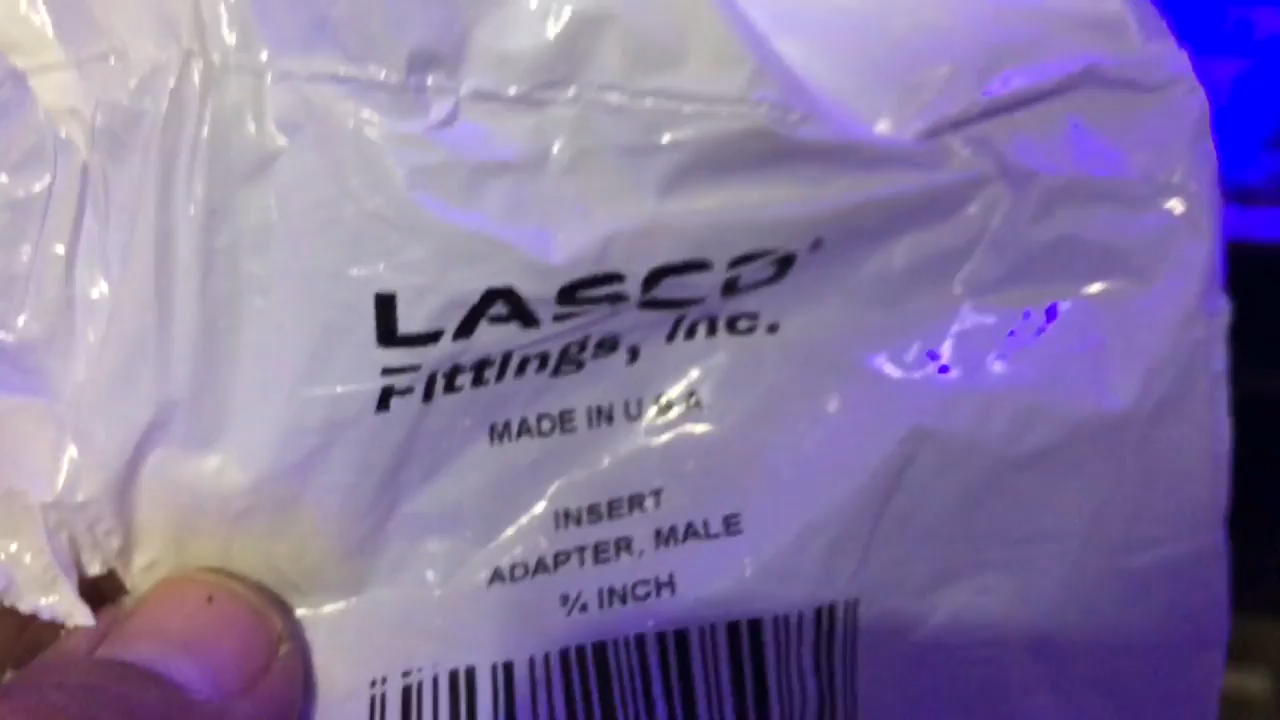 LASCO
Fittings, Inc.
MADE IN U S A
INSERT
ADAPTER, MALE
¾ INCH